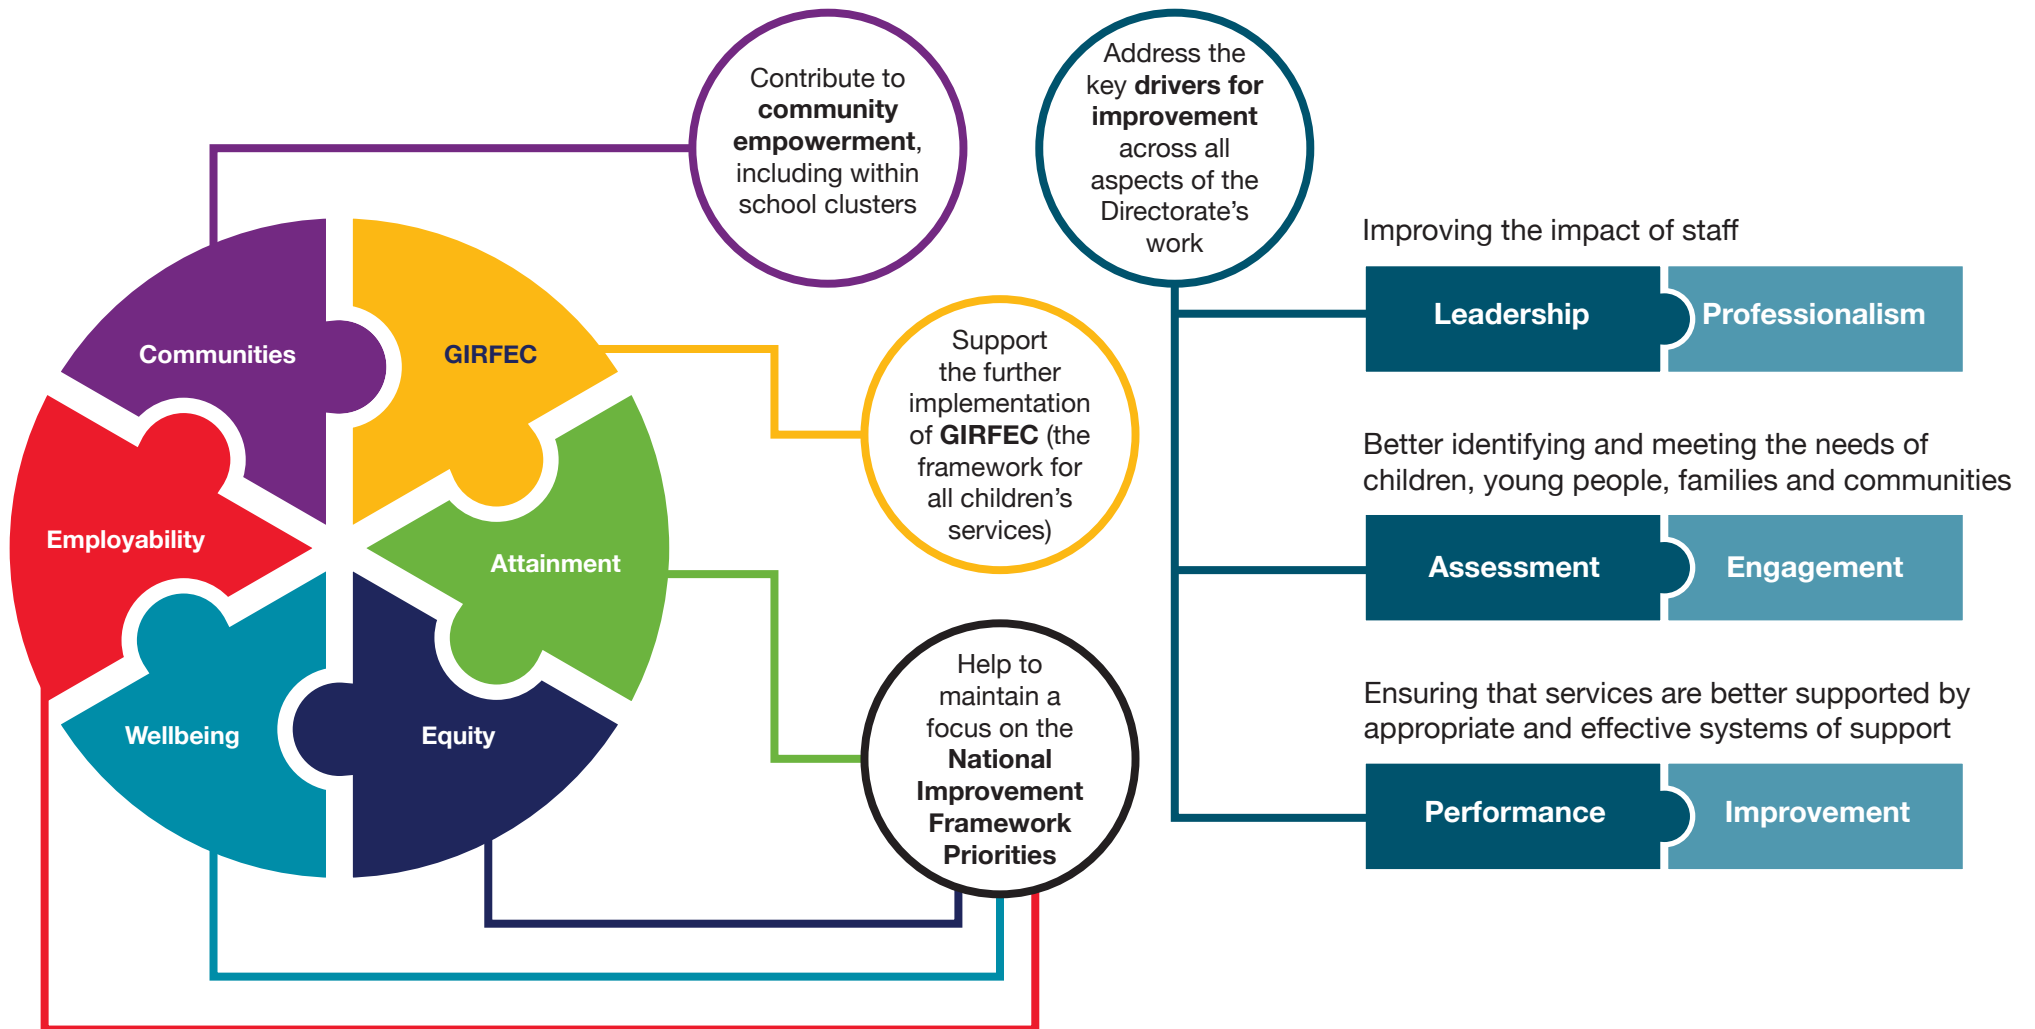 Contribute to
community
empowerment,
including within
school clusters
Address the
key drivers for
improvement
across all
aspects of the
Directorate’s
work
Communities
GIRFEC
Employability
Attainment
Wellbeing
Equity
Support
the further
implementation
of GIRFEC (the
framework for
all children’s
services)
Help to
maintain a
focus on the
National
Improvement
Framework
Priorities
Improving the impact of staff
Leadership
Professionalism
Better identifying and meeting the needs of
children, young people, families and communities
Assessment
Engagement
Ensuring that services are better supported by
appropriate and effective systems of support
Performance
Improvement